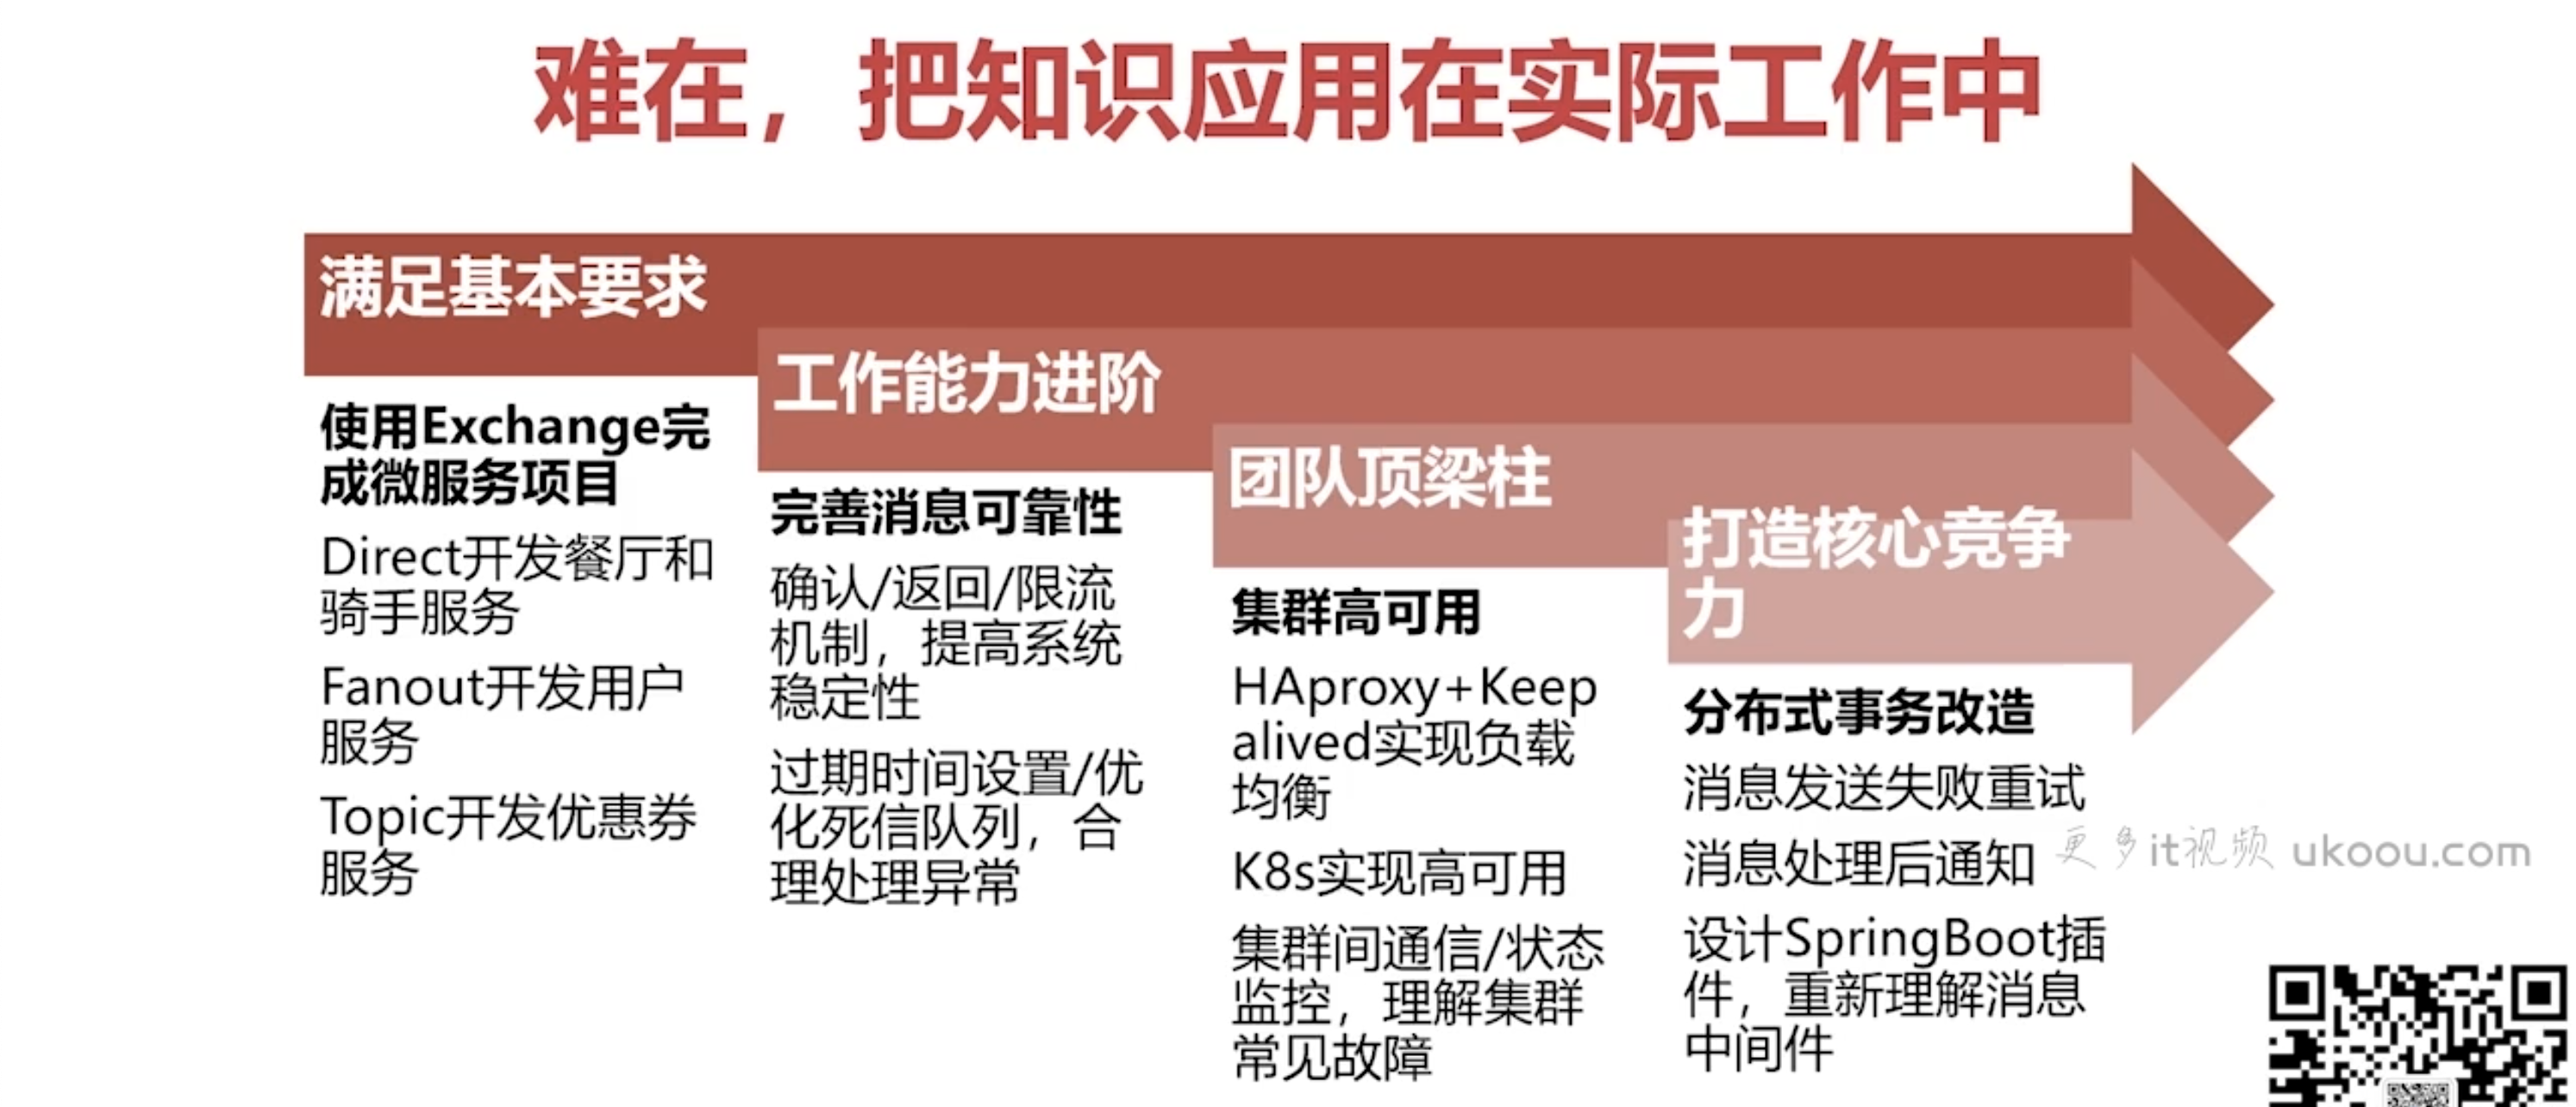 难在，把知识应用在实际工作中
满足基本要求
使用Exchange完
成微服务项目
Direct开发餐厅和
骑手服务
Fanout开发用户
服务
Topic开发优惠券
服务
工作能力进阶
完善消息可靠性
确认/返回/限流
机制，提高系统
稳定性
过期时间设置/优
化死信队列，合
理处理异常
团队顶梁柱
集群高可用
HAproxy+Keep
alived实现负载
均衡
K8s实现高可用
集群间通信/状态
监控，理解集群
常见故障
打造核心竞争
力
分布式事务改造
消息发送失败重试
消息处理后通知
设计SpringBoot插
件，重新理解消息
中间件
更多it视频 ukoou.com